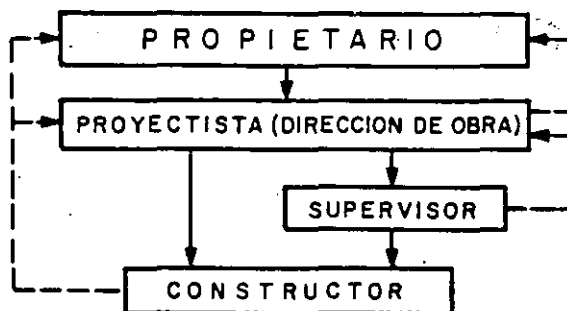 PROPIETARIO
PROYECTISTA (DIRECCION DE OBRA)
SUPERVISOR
CONSTRUCTOR